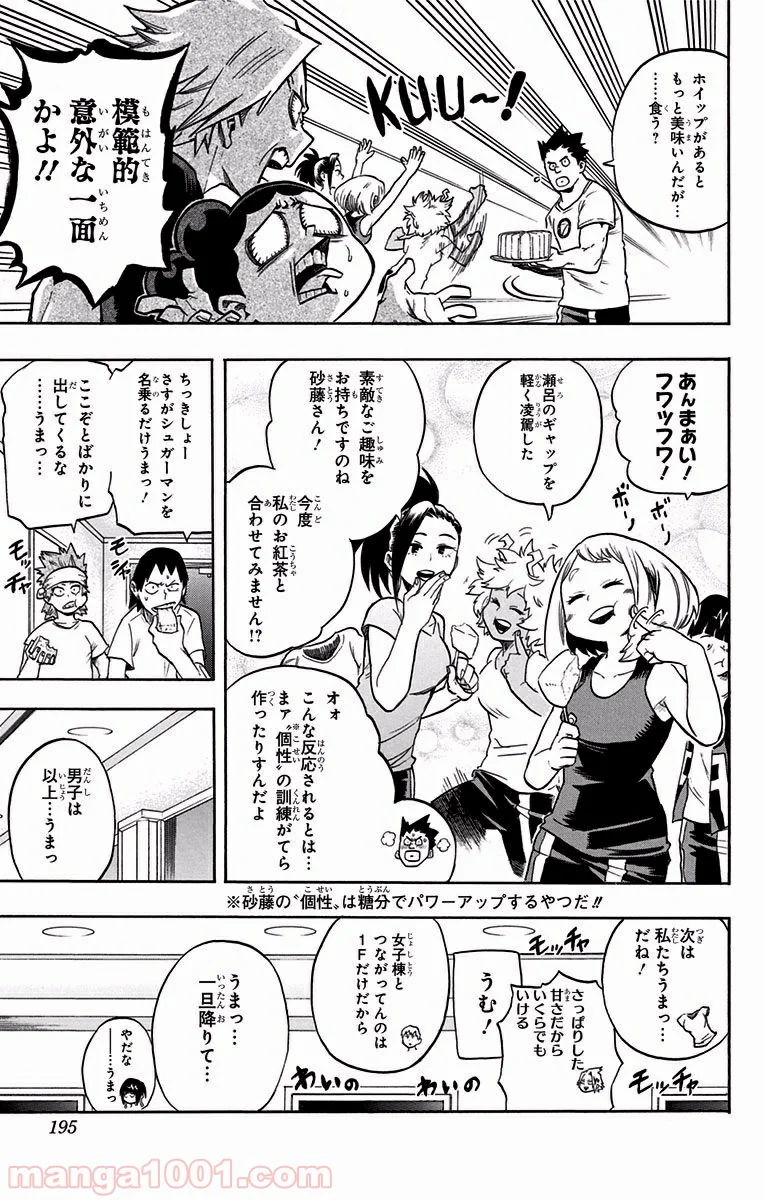 ホイップがあると
もっと美味いんだが…
……食う?
KUU~!
模範的
意外な一面
かよ!!
あんまぁい!
フワッフワ!
ボーン
ボーン
瀬呂のギャップを
軽く凌駕した
素敵なご趣味を
お持ちですのね
砂藤さん!
今度
私のお紅茶と
合わせてみません!?
オォ
こんな反応されるとは…
まァ※“個性”の訓練がてら
作ったりすんだよ
※砂藤の“個性”は糖分でパワーアップするやつだ!!
ちっきしょー
さすがシュガーマンを
名乗るだけうまっ!
ここぞとばかりに
出してくるな
……うまっ…
モッ
チャ
モッ
チャ
男子は
以上…うまっ
次は
私たちうまっ…
だね!
モッチャ
モッチャ
さっぱりした
甘さだから
いくらでも
いける
うむ!
女子棟と
つながってんのは
1Fだけだから
わいの
わいの
うまっ…
一旦降りて…
やだな
……うまっ
195
manga1001.com